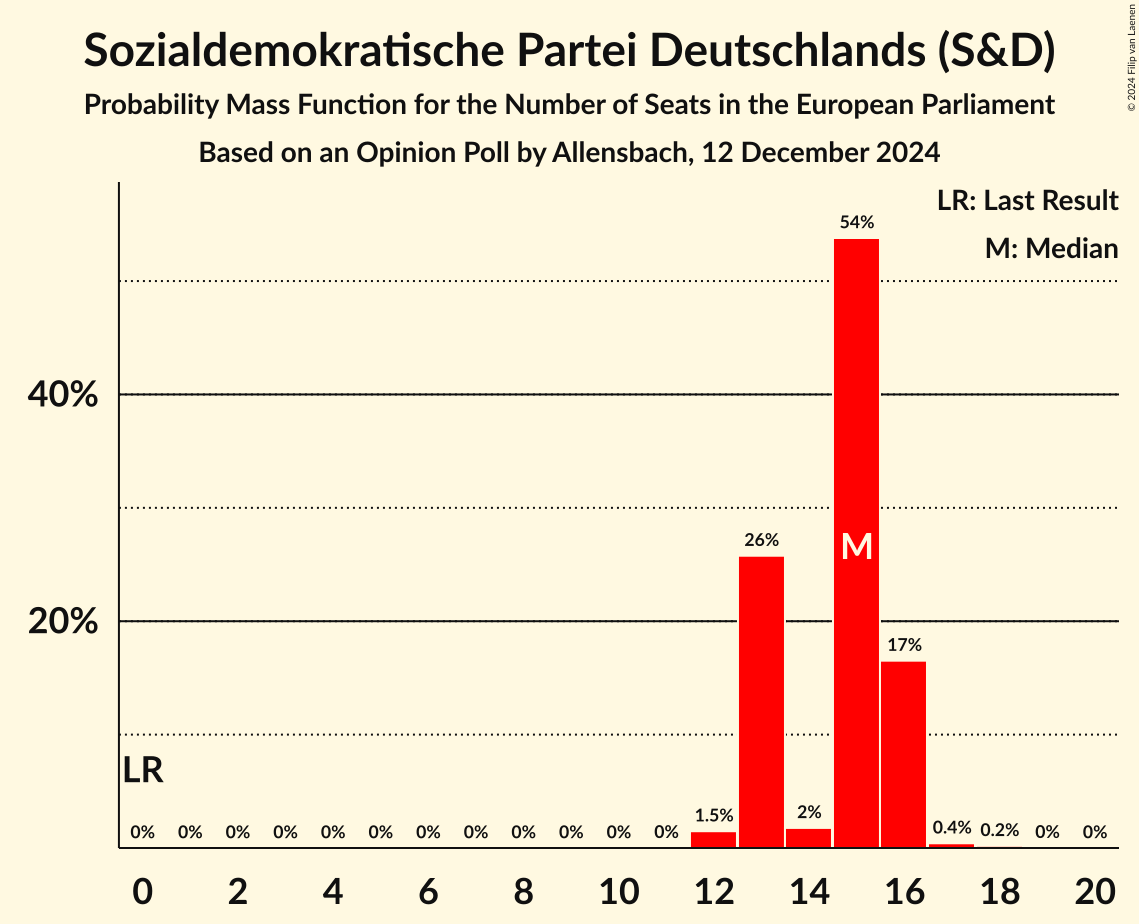 Sozialdemokratische Partei Deutschlands (S&D)
Probability Mass Function for the Number of Seats in the European Parliament
Based on an Opinion Poll by Allensbach, 12 December 2024
© 2024 Filip van Laenen
LR: Last Result
M: Median
54%
40%
26%
M
20%
17%
LR
0% 0% 0% 0% 0% 0% 0% 0% 0% 0% 0% 0% 1.5% 2% 0.4% 0.2% 0% 0%
0 2 4 6 8 10 12 14 16 18 20